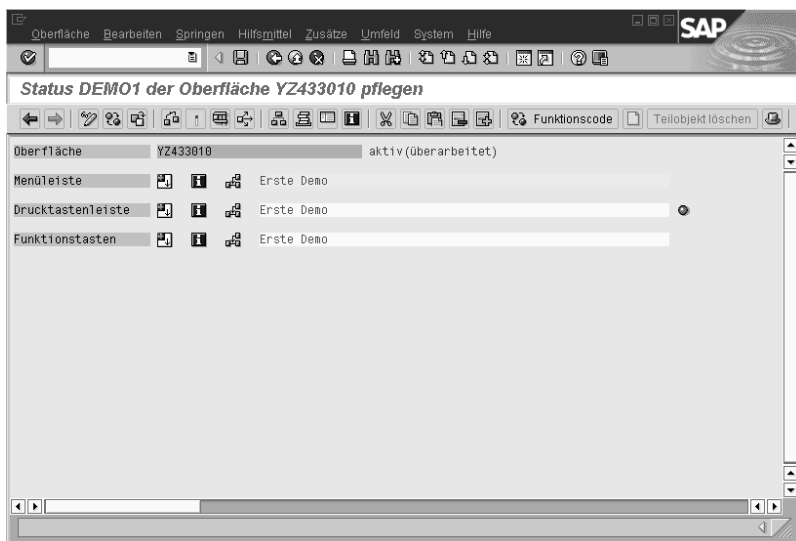 Oberfläche Bearbeiten Springen Hilfsmittel Zusätze Umfeld System Hilfe
SAP
Status DEMO1 der Oberfläche YZ433010 pflegen
Funktionscode Teilobjekt löschen
Oberfläche YZ433010 aktiv(überarbeitet)
Menüleiste Erste Demo
Drucktastenleiste Erste Demo
Funktionstasten Erste Demo